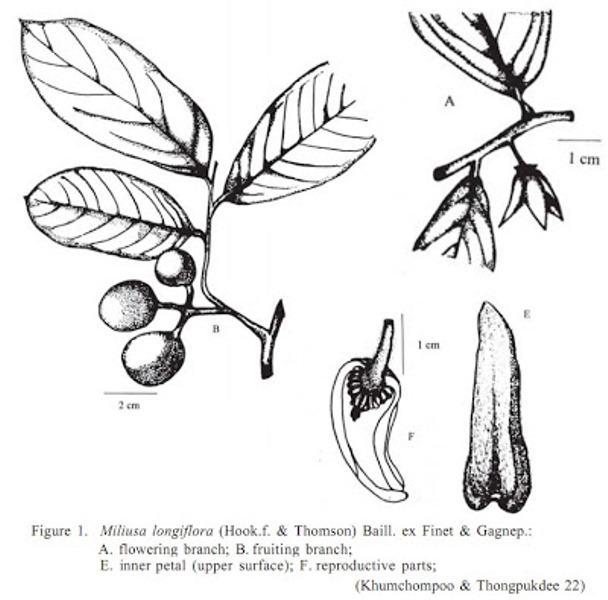 A
1 cm
B
2 cm
E
1 cm
F
Figure 1. Miliusa longiflora (Hook.f. & Thomson) Baill. ex Finet & Gagnep.:
A. flowering branch; B. fruiting branch;
E. inner petal (upper surface); F. reproductive parts;
(Khumchompoo & Thongpukdee 22)